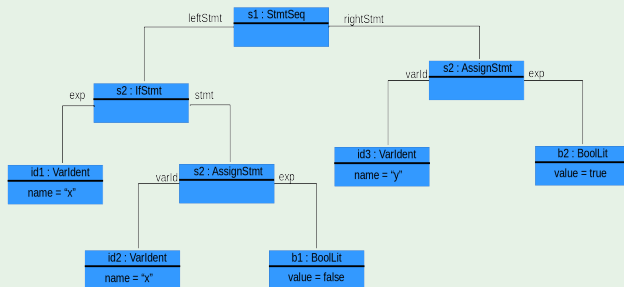 s1 : StmtSeq
leftStmt
rightStmt
s2 : IfStmt
exp
stmt
s2 : AssignStmt
varId
exp
id1 : VarIdent
name = “x”
s2 : AssignStmt
varId
exp
id3 : VarIdent
name = “y”
b2 : BoolLit
value = true
id2 : VarIdent
name = “x”
b1 : BoolLit
value = false